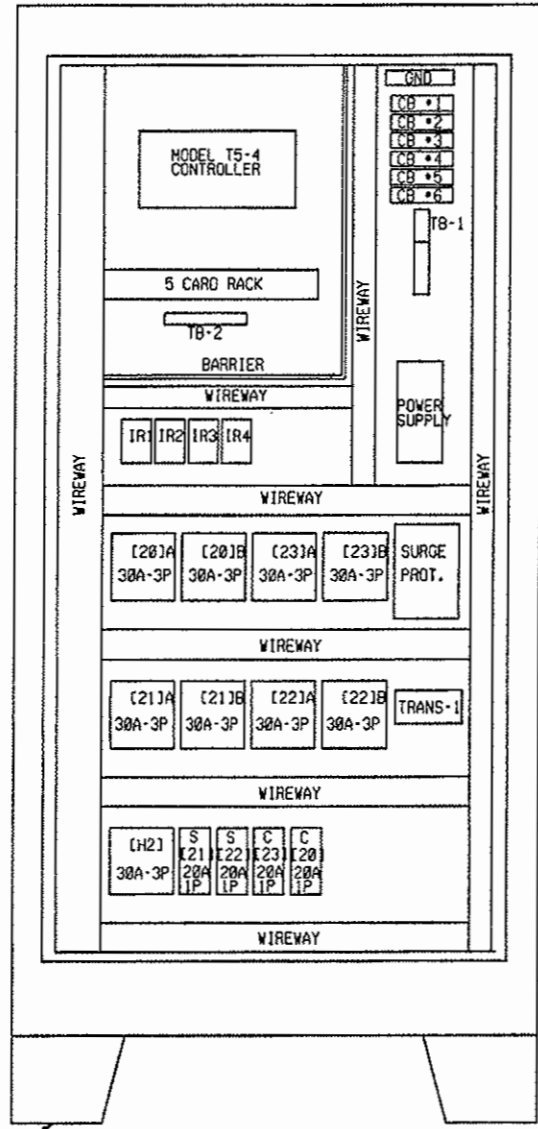 GND
CB #1
CB #2
CB #3
CB #4
CB #5
CB #6
MODEL T5-4
CONTROLLER
TB-1
5 CARD RACK
TB-2
WIREWAY
BARRIER
WIREWAY
POWER
SUPPLY
IR1 IR2 IR3 IR4
WIREWAY
WIREWAY
WIREWAY
[20]A [20]B [23]A [23]B SURGE
30A-3P 30A-3P 30A-3P 30A-3P PROT.
WIREWAY
[21]A [21]B [22]A [22]B
30A-3P 30A-3P 30A-3P 30A-3P TRANS-1
WIREWAY
[H2] S S C C
[21] [22] [23] [20]
30A-3P 20A 20A 20A 20A
1P 1P 1P 1P
WIREWAY